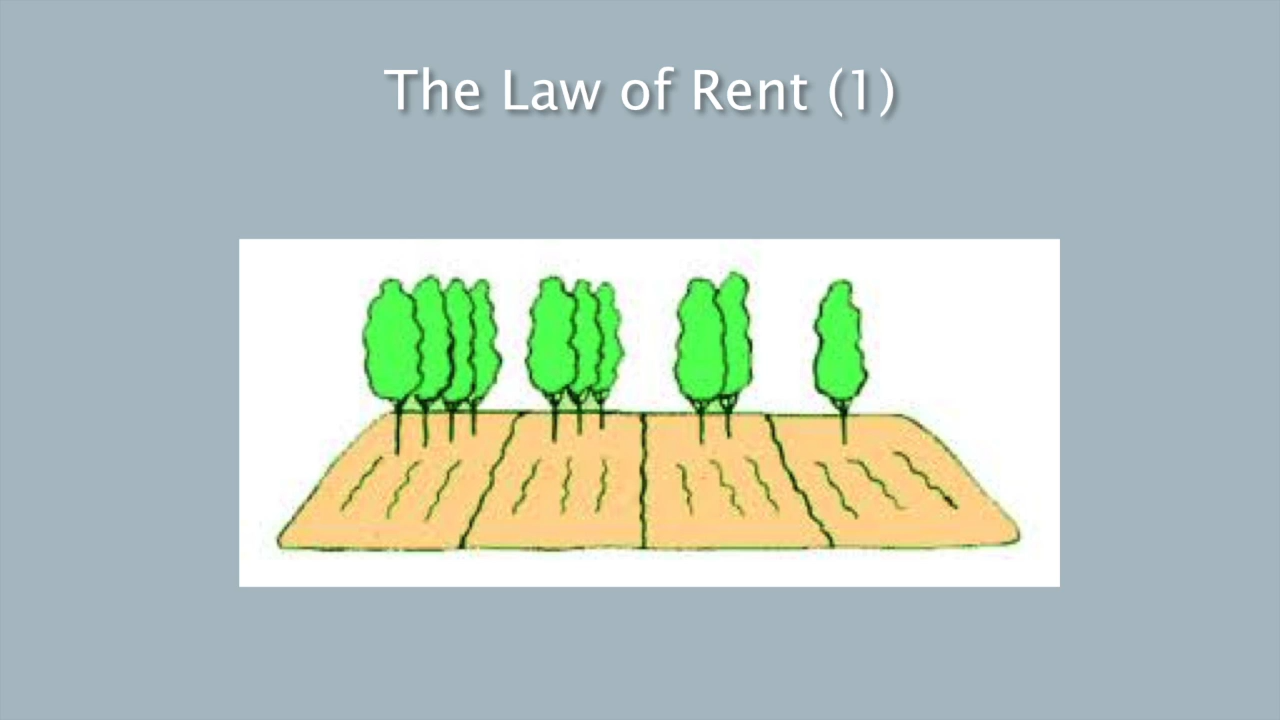 The Law of Rent (1)